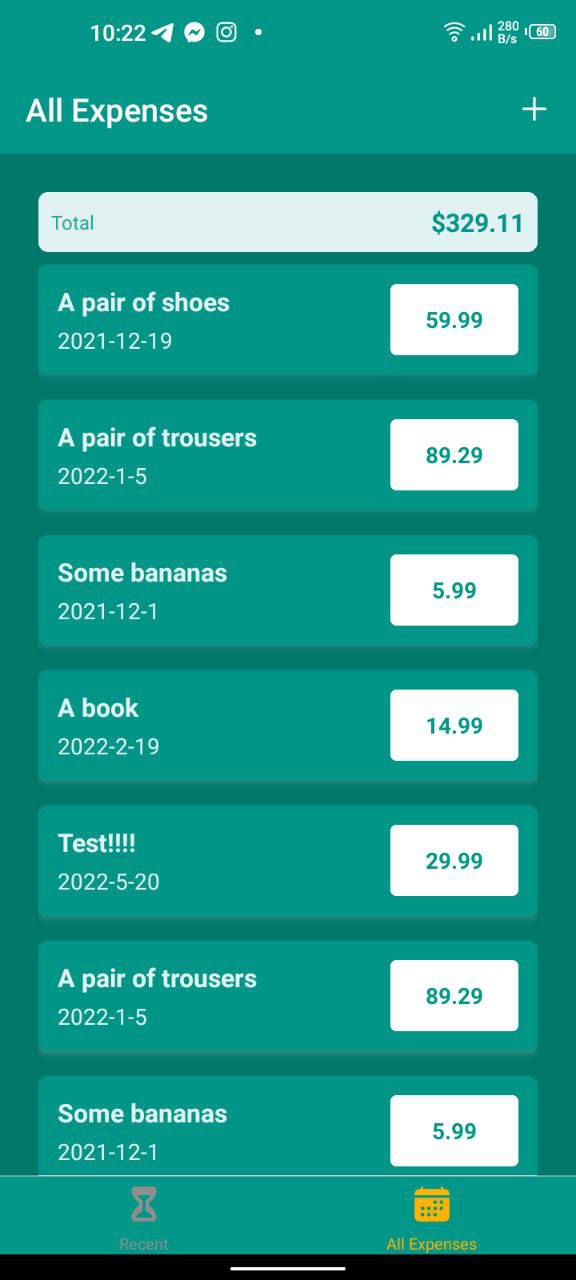 10:22
280
B/s
60
All Expenses
Total
$329.11
A pair of shoes
2021-12-19
59.99
A pair of trousers
2022-1-5
89.29
Some bananas
2021-12-1
5.99
A book
2022-2-19
14.99
Test!!!!
2022-5-20
29.99
A pair of trousers
2022-1-5
89.29
Some bananas
2021-12-1
5.99
Recent
All Expenses